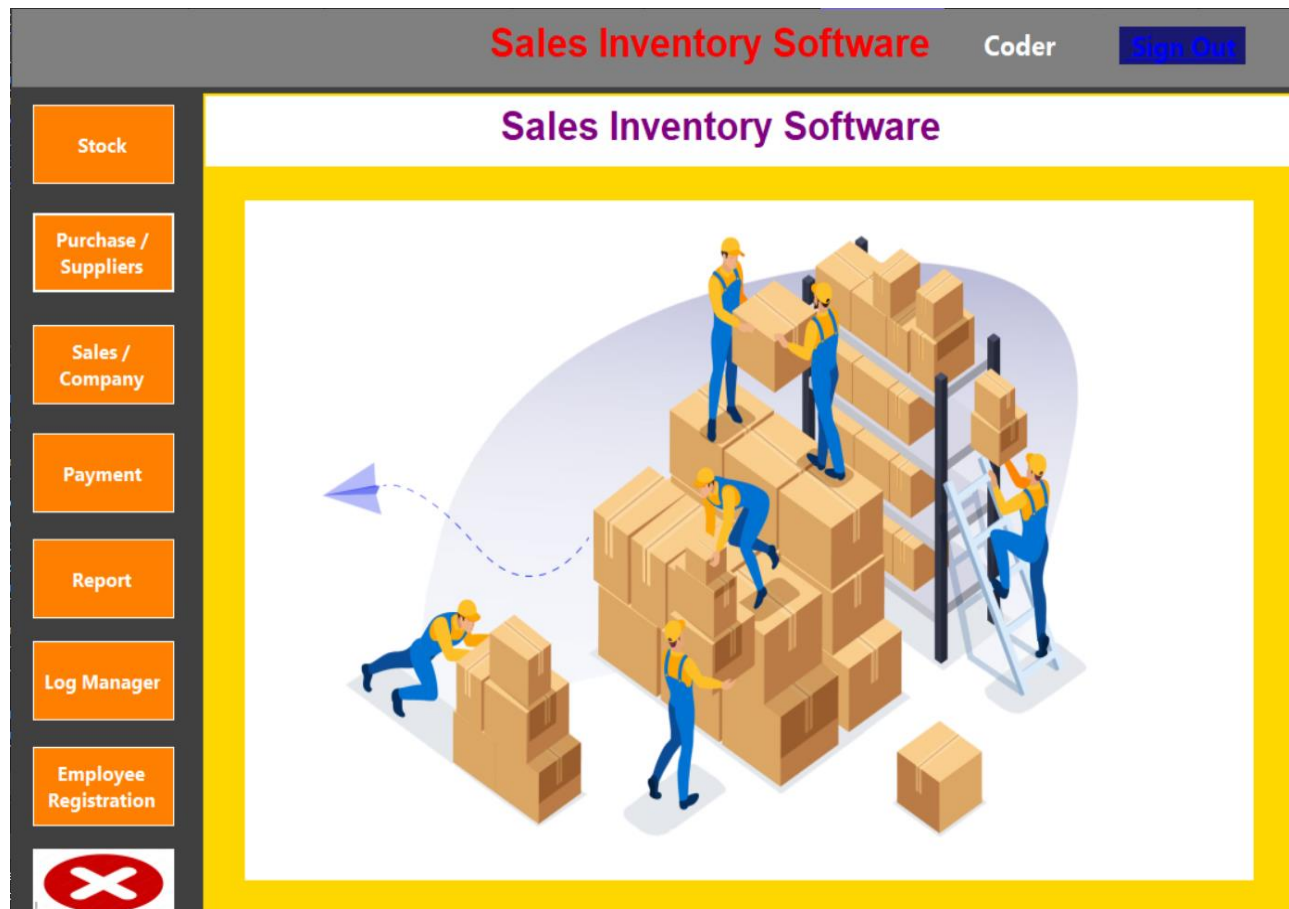 Sales Inventory Software
Coder
Sign Out
Sales Inventory Software
Stock
Purchase /
Suppliers
Sales /
Company
Payment
Report
Log Manager
Employee
Registration